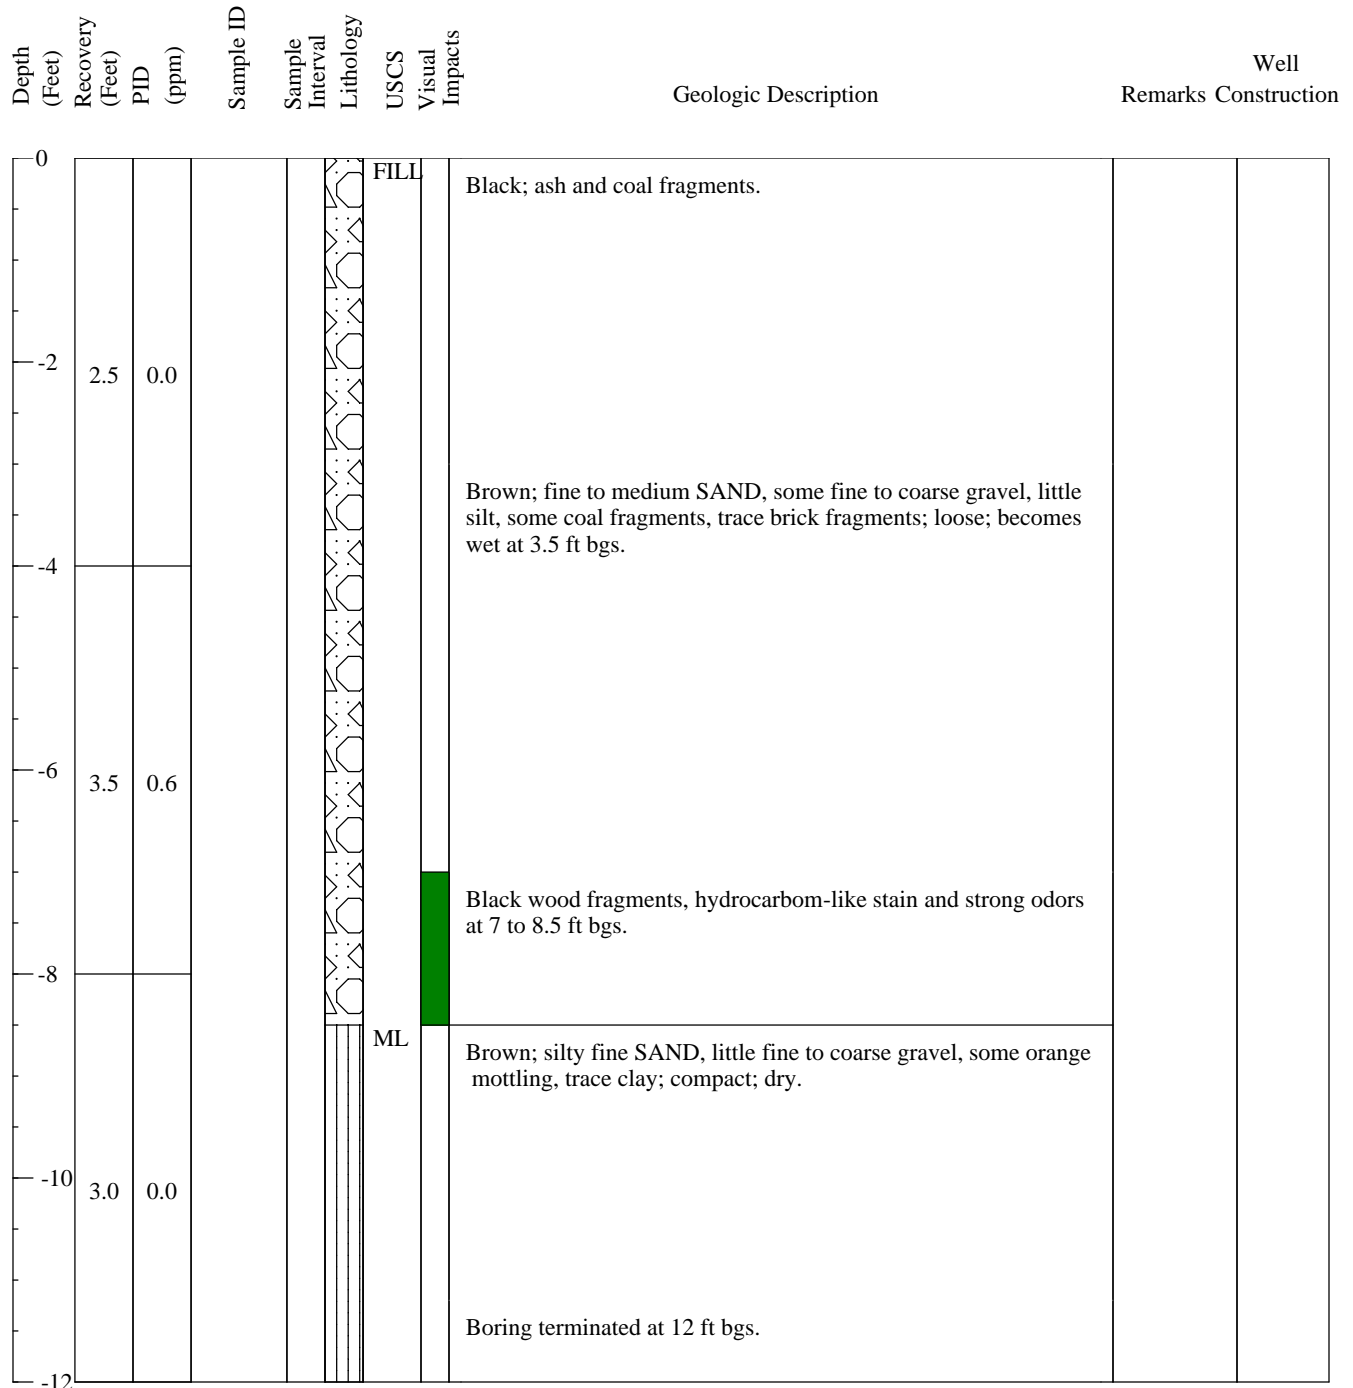 Depth
(Feet)
Recovery
(Feet)
PID
(ppm)
Sample ID
Sample
Interval
Lithology
USCS
Visual
Impacts
Geologic Description
Remarks
Well
Construction
0
FILL
Black; ash and coal fragments.
-2
2.5
0.0
Brown; fine to medium SAND, some fine to coarse gravel, little
silt, some coal fragments, trace brick fragments; loose; becomes
wet at 3.5 ft bgs.
-4
-6
3.5
0.6
Black wood fragments, hydrocarbom-like stain and strong odors
at 7 to 8.5 ft bgs.
-8
ML
Brown; silty fine SAND, little fine to coarse gravel, some orange
mottling, trace clay; compact; dry.
-10
3.0
0.0
Boring terminated at 12 ft bgs.
-12